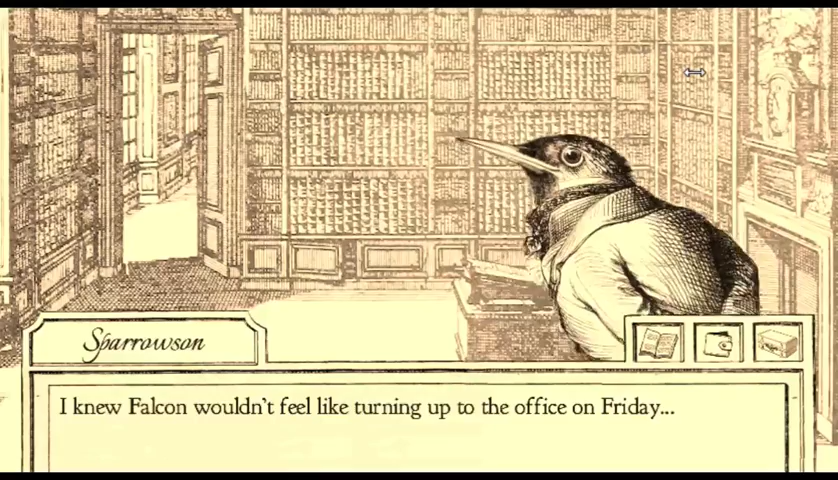 Sparrowson
I knew Falcon wouldn't feel like turning up to the office on Friday...